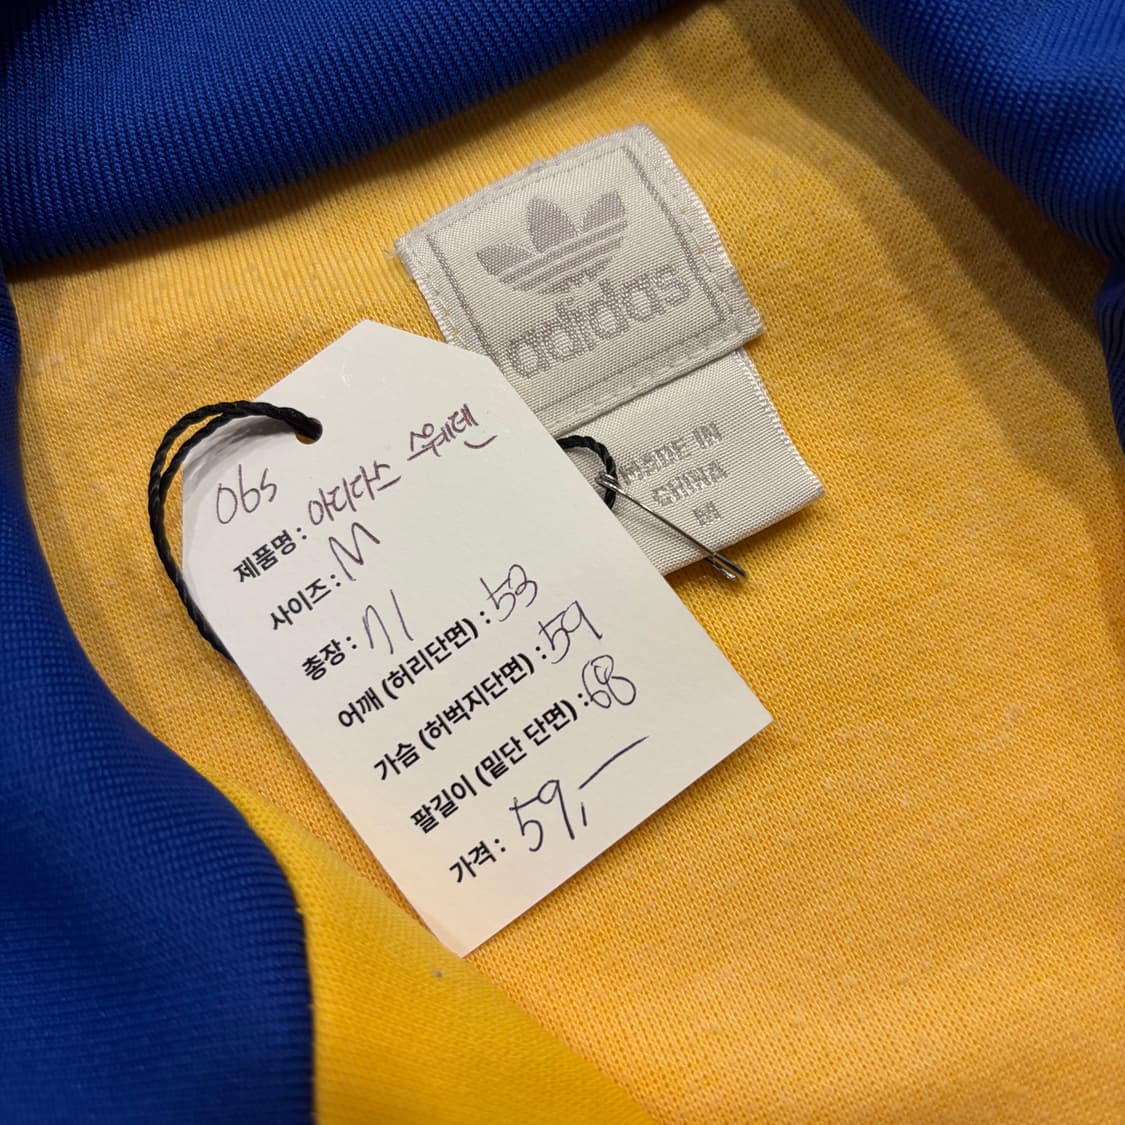 adidas
MADE IN
CHINA
M
06s
제품명 : 아디다스 스웨덴
사이즈 : M
총장 : 71
어깨 (허리단면) : 53
가슴 (허벅지단면) : 59
팔길이 (밑단 단면) : 68
가격 : 59,—